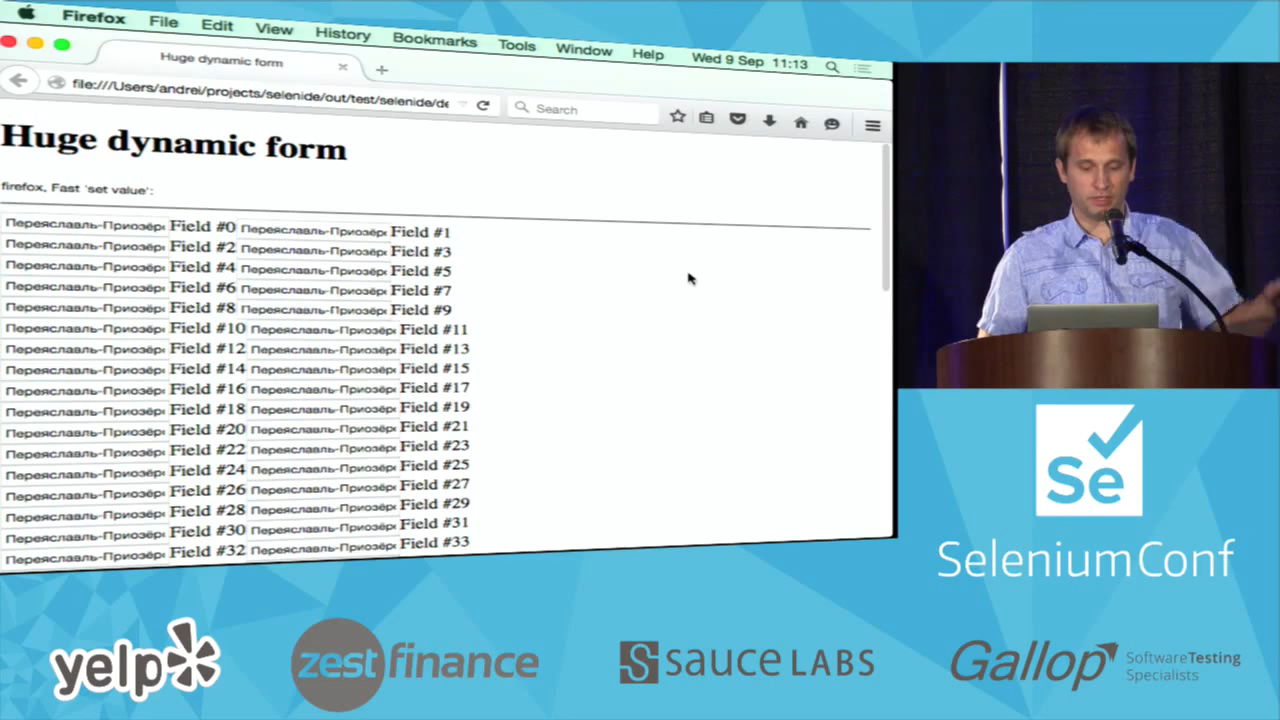 Firefox File Edit View History Bookmarks Tools Window Help Wed 9 Sep 11:13
Huge dynamic form
file:///Users/andrei/projects/selenide/out/test/selenide/de
Search
Huge dynamic form
firefox, Fast 'set value':
Переяславль-Приозёр Field #0 Переяславль-Приозёр Field #1
Переяславль-Приозёр Field #2 Переяславль-Приозёр Field #3
Переяславль-Приозёр Field #4 Переяславль-Приозёр Field #5
Переяславль-Приозёр Field #6 Переяславль-Приозёр Field #7
Переяславль-Приозёр Field #8 Переяславль-Приозёр Field #9
Переяславль-Приозёр Field #10 Переяславль-Приозёр Field #11
Переяславль-Приозёр Field #12 Переяславль-Приозёр Field #13
Переяславль-Приозёр Field #14 Переяславль-Приозёр Field #15
Переяславль-Приозёр Field #16 Переяславль-Приозёр Field #17
Переяславль-Приозёр Field #18 Переяславль-Приозёр Field #19
Переяславль-Приозёр Field #20 Переяславль-Приозёр Field #21
Переяславль-Приозёр Field #22 Переяславль-Приозёр Field #23
Переяславль-Приозёр Field #24 Переяславль-Приозёр Field #25
Переяславль-Приозёр Field #26 Переяславль-Приозёр Field #27
Переяславль-Приозёр Field #28 Переяславль-Приозёр Field #29
Переяславль-Приозёр Field #30 Переяславль-Приозёр Field #31
Переяславль-Приозёр Field #32 Переяславль-Приозёр Field #33
Se
SeleniumConf
yelp
zestfinance
S SAUCE LABS
Gallop SoftwareTesting
Specialists